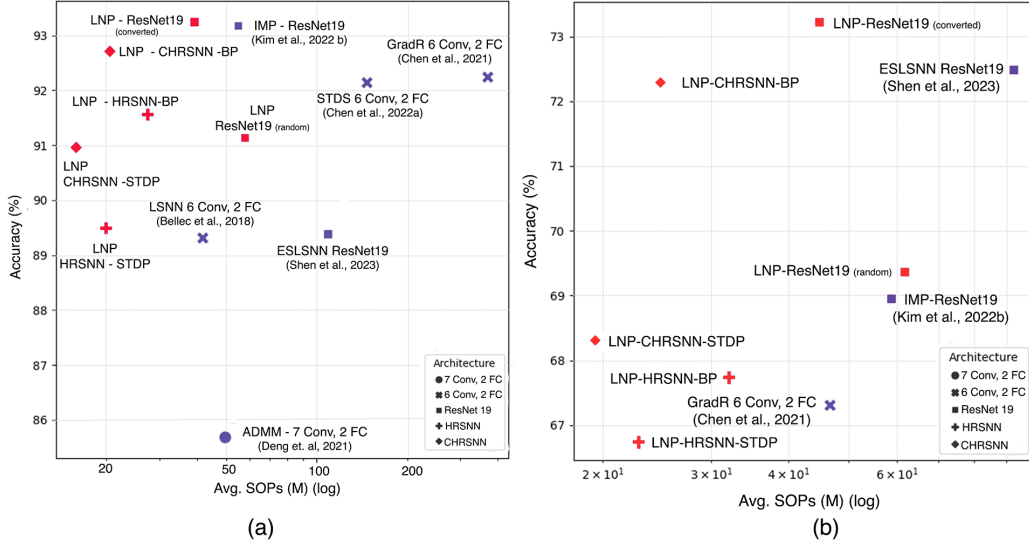 LNP - ResNet19
(converted)
IMP - ResNet19
(Kim et al., 2022 b)
LNP - CHRSNN -BP
GradR 6 Conv, 2 FC
(Chen et al., 2021)
LNP - HRSNN-BP
STDS 6 Conv, 2 FC
(Chen et al., 2022a)
LNP
ResNet19 (random)
LNP
CHRSNN -STDP
LSNN 6 Conv, 2 FC
(Bellec et al., 2018)
LNP
HRSNN - STDP
ESLSNN ResNet19
(Shen et al., 2023)
ADMM - 7 Conv, 2 FC
(Deng et. al, 2021)
Architecture
7 Conv, 2 FC
6 Conv, 2 FC
ResNet 19
HRSNN
CHRSNN
93
92
91
90
89
88
87
86
Accuracy (%)
20
50
100
200
Avg. SOPs (M) (log)
(a)
LNP-ResNet19 (converted)
ESLSNN ResNet19
(Shen et al., 2023)
LNP-CHRSNN-BP
LNP-ResNet19 (random)
IMP-ResNet19
(Kim et al., 2022b)
LNP-CHRSNN-STDP
LNP-HRSNN-BP
GradR 6 Conv, 2 FC
(Chen et al., 2021)
LNP-HRSNN-STDP
Architecture
7 Conv, 2 FC
6 Conv, 2 FC
ResNet 19
HRSNN
CHRSNN
73
72
71
70
69
68
67
Accuracy (%)
2 × 10¹
3 × 10¹
4 × 10¹
6 × 10¹
Avg. SOPs (M) (log)
(b)